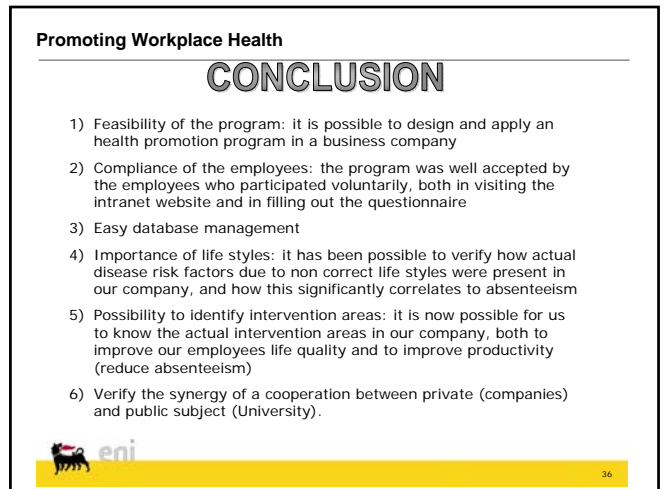 Promoting Workplace Health
CONCLUSION
1) Feasibility of the program: it is possible to design and apply an
health promotion program in a business company
2) Compliance of the employees: the program was well accepted by
the employees who participated voluntarily, both in visiting the
intranet website and in filling out the questionnaire
3) Easy database management
4) Importance of life styles: it has been possible to verify how actual
disease risk factors due to non correct life styles were present in
our company, and how this significantly correlates to absenteeism
5) Possibility to identify intervention areas: it is now possible for us
to know the actual intervention areas in our company, both to
improve our employees life quality and to improve productivity
(reduce absenteeism)
6) Verify the synergy of a cooperation between private (companies)
and public subject (University).
eni
36